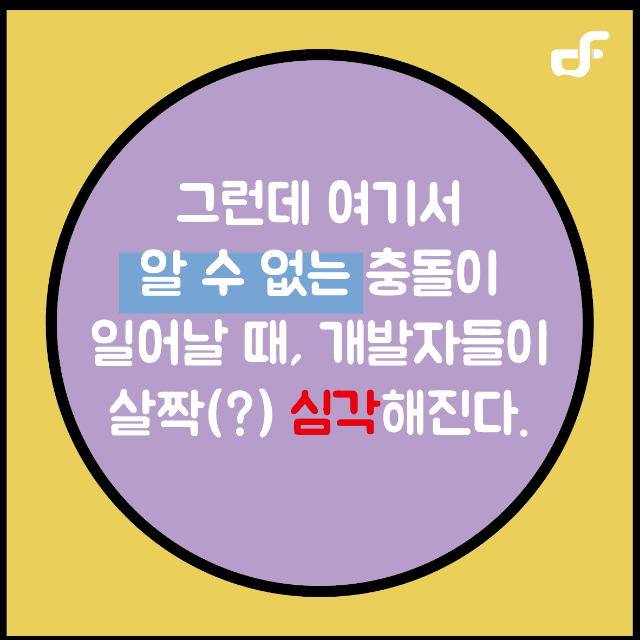 그런데 여기서
알 수 없는 충돌이
일어날 때, 개발자들이
살짝(?) 심각해진다.